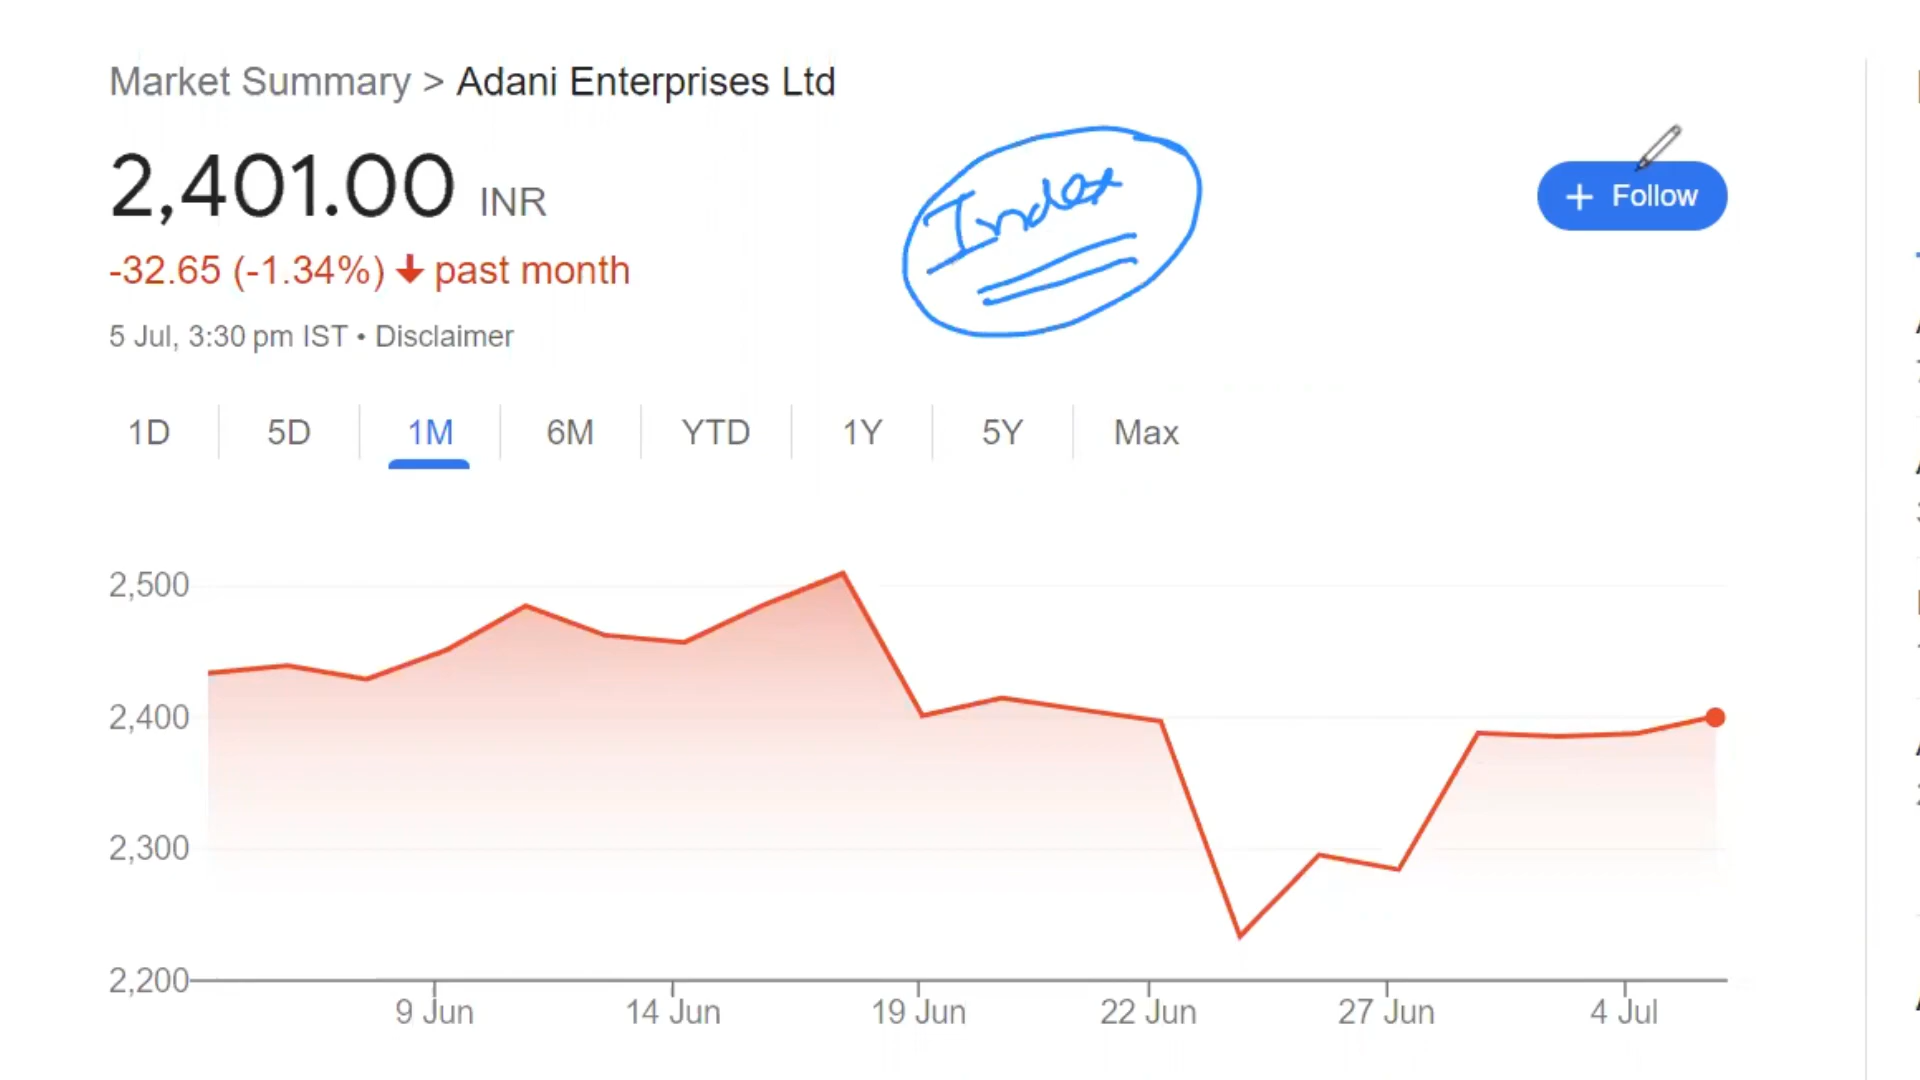 Market Summary > Adani Enterprises Ltd
2,401.00 INR
Index
+ Follow
-32.65 (-1.34%) ↓ past month
5 Jul, 3:30 pm IST • Disclaimer
1D 5D 1M 6M YTD 1Y 5Y Max
2,500
2,400
2,300
2,200
9 Jun 14 Jun 19 Jun 22 Jun 27 Jun 4 Jul